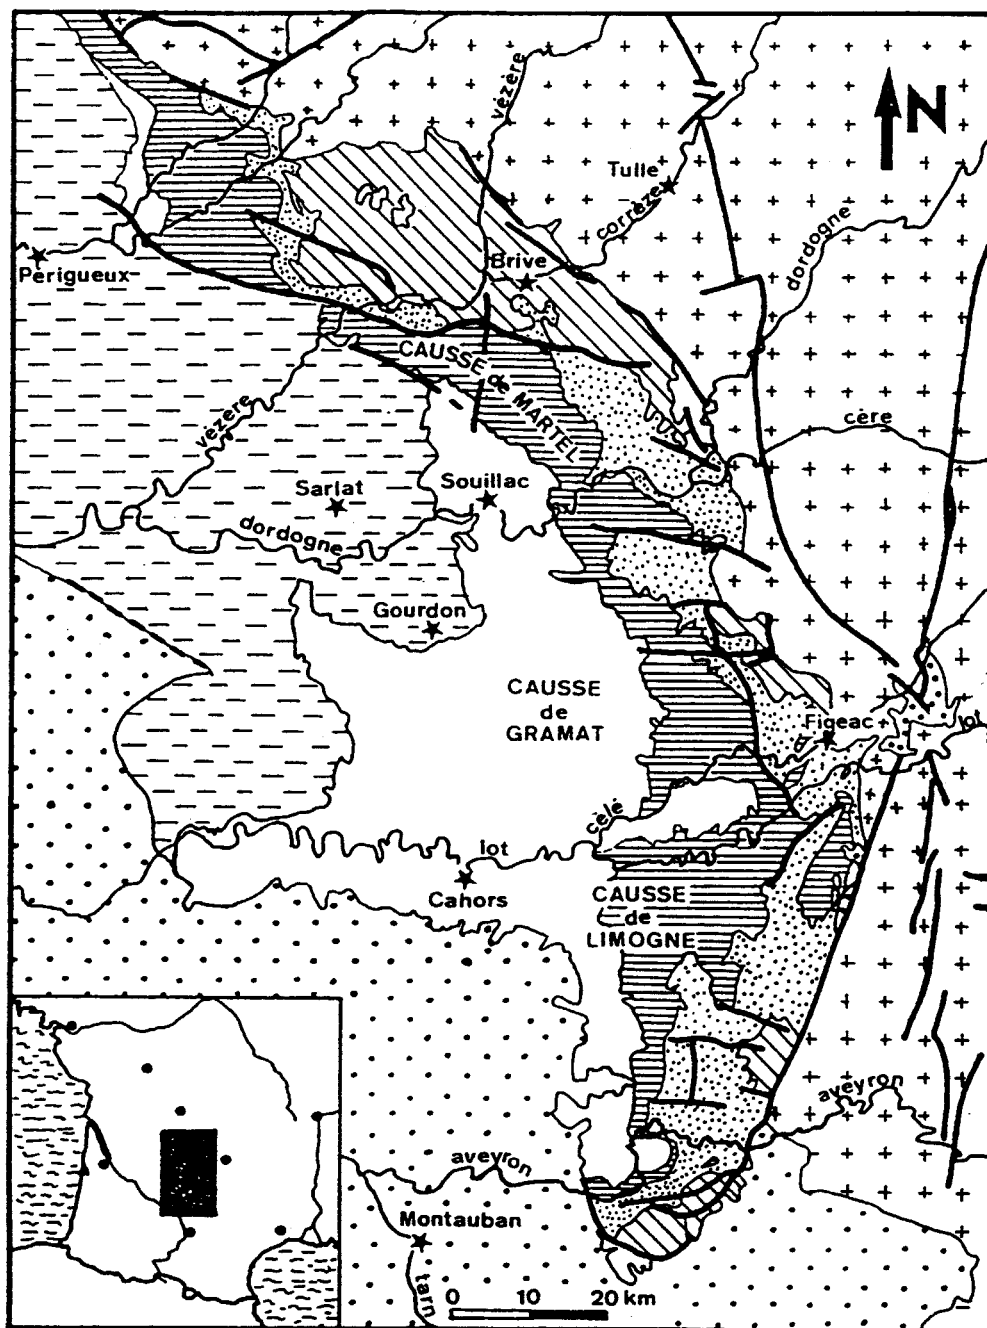 N
vézère
Tulle
corrèze
dordogne
Périgueux
Brive
CAUSSE de MARTEL
cère
vézère
Sarlat
Souillac
dordogne
Gourdon
CAUSSE
de
GRAMAT
Figeac
lot
célé
lot
Cahors
CAUSSE
de
LIMOGNE
aveyron
aveyron
Montauban
tarn
0 10 20 km